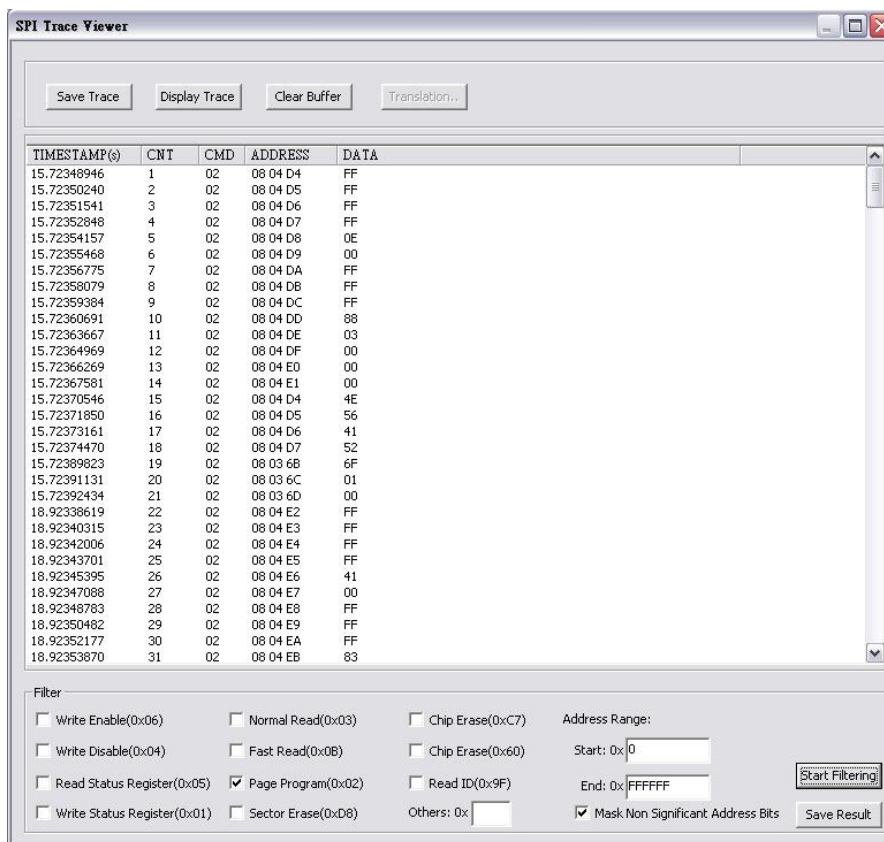 SPI Trace Viewer
Save Trace Display Trace Clear Buffer Translation..
TIMESTAMP(s) CNT CMD ADDRESS DATA
15.72348946 1 02 08 04 D4 FF
15.72350240 2 02 08 04 D5 FF
15.72351541 3 02 08 04 D6 FF
15.72352848 4 02 08 04 D7 FF
15.72354157 5 02 08 04 D8 0E
15.72355468 6 02 08 04 D9 00
15.72356775 7 02 08 04 DA FF
15.72358079 8 02 08 04 DB FF
15.72359384 9 02 08 04 DC FF
15.72360691 10 02 08 04 DD 88
15.72363667 11 02 08 04 DE 03
15.72364969 12 02 08 04 DF 00
15.72366269 13 02 08 04 E0 00
15.72367581 14 02 08 04 E1 00
15.72370546 15 02 08 04 D4 4E
15.72371850 16 02 08 04 D5 56
15.72373161 17 02 08 04 D6 41
15.72374470 18 02 08 04 D7 52
15.72389823 19 02 08 03 6B 6F
15.72391131 20 02 08 03 6C 01
15.72392434 21 02 08 03 6D 00
18.92338619 22 02 08 04 E2 FF
18.92340315 23 02 08 04 E3 FF
18.92342006 24 02 08 04 E4 FF
18.92343701 25 02 08 04 E5 FF
18.92345395 26 02 08 04 E6 41
18.92347088 27 02 08 04 E7 00
18.92348783 28 02 08 04 E8 FF
18.92350482 29 02 08 04 E9 FF
18.92352177 30 02 08 04 EA FF
18.92353870 31 02 08 04 EB 83
Filter
Write Enable(0x06) Normal Read(0x03) Chip Erase(0xC7) Address Range:
Write Disable(0x04) Fast Read(0x0B) Chip Erase(0x60) Start: 0x 0
Read Status Register(0x05) Page Program(0x02) Read ID(0x9F) End: 0x FFFFFF Start Filtering
Write Status Register(0x01) Sector Erase(0xD8) Others: 0x Mask Non Significant Address Bits Save Result